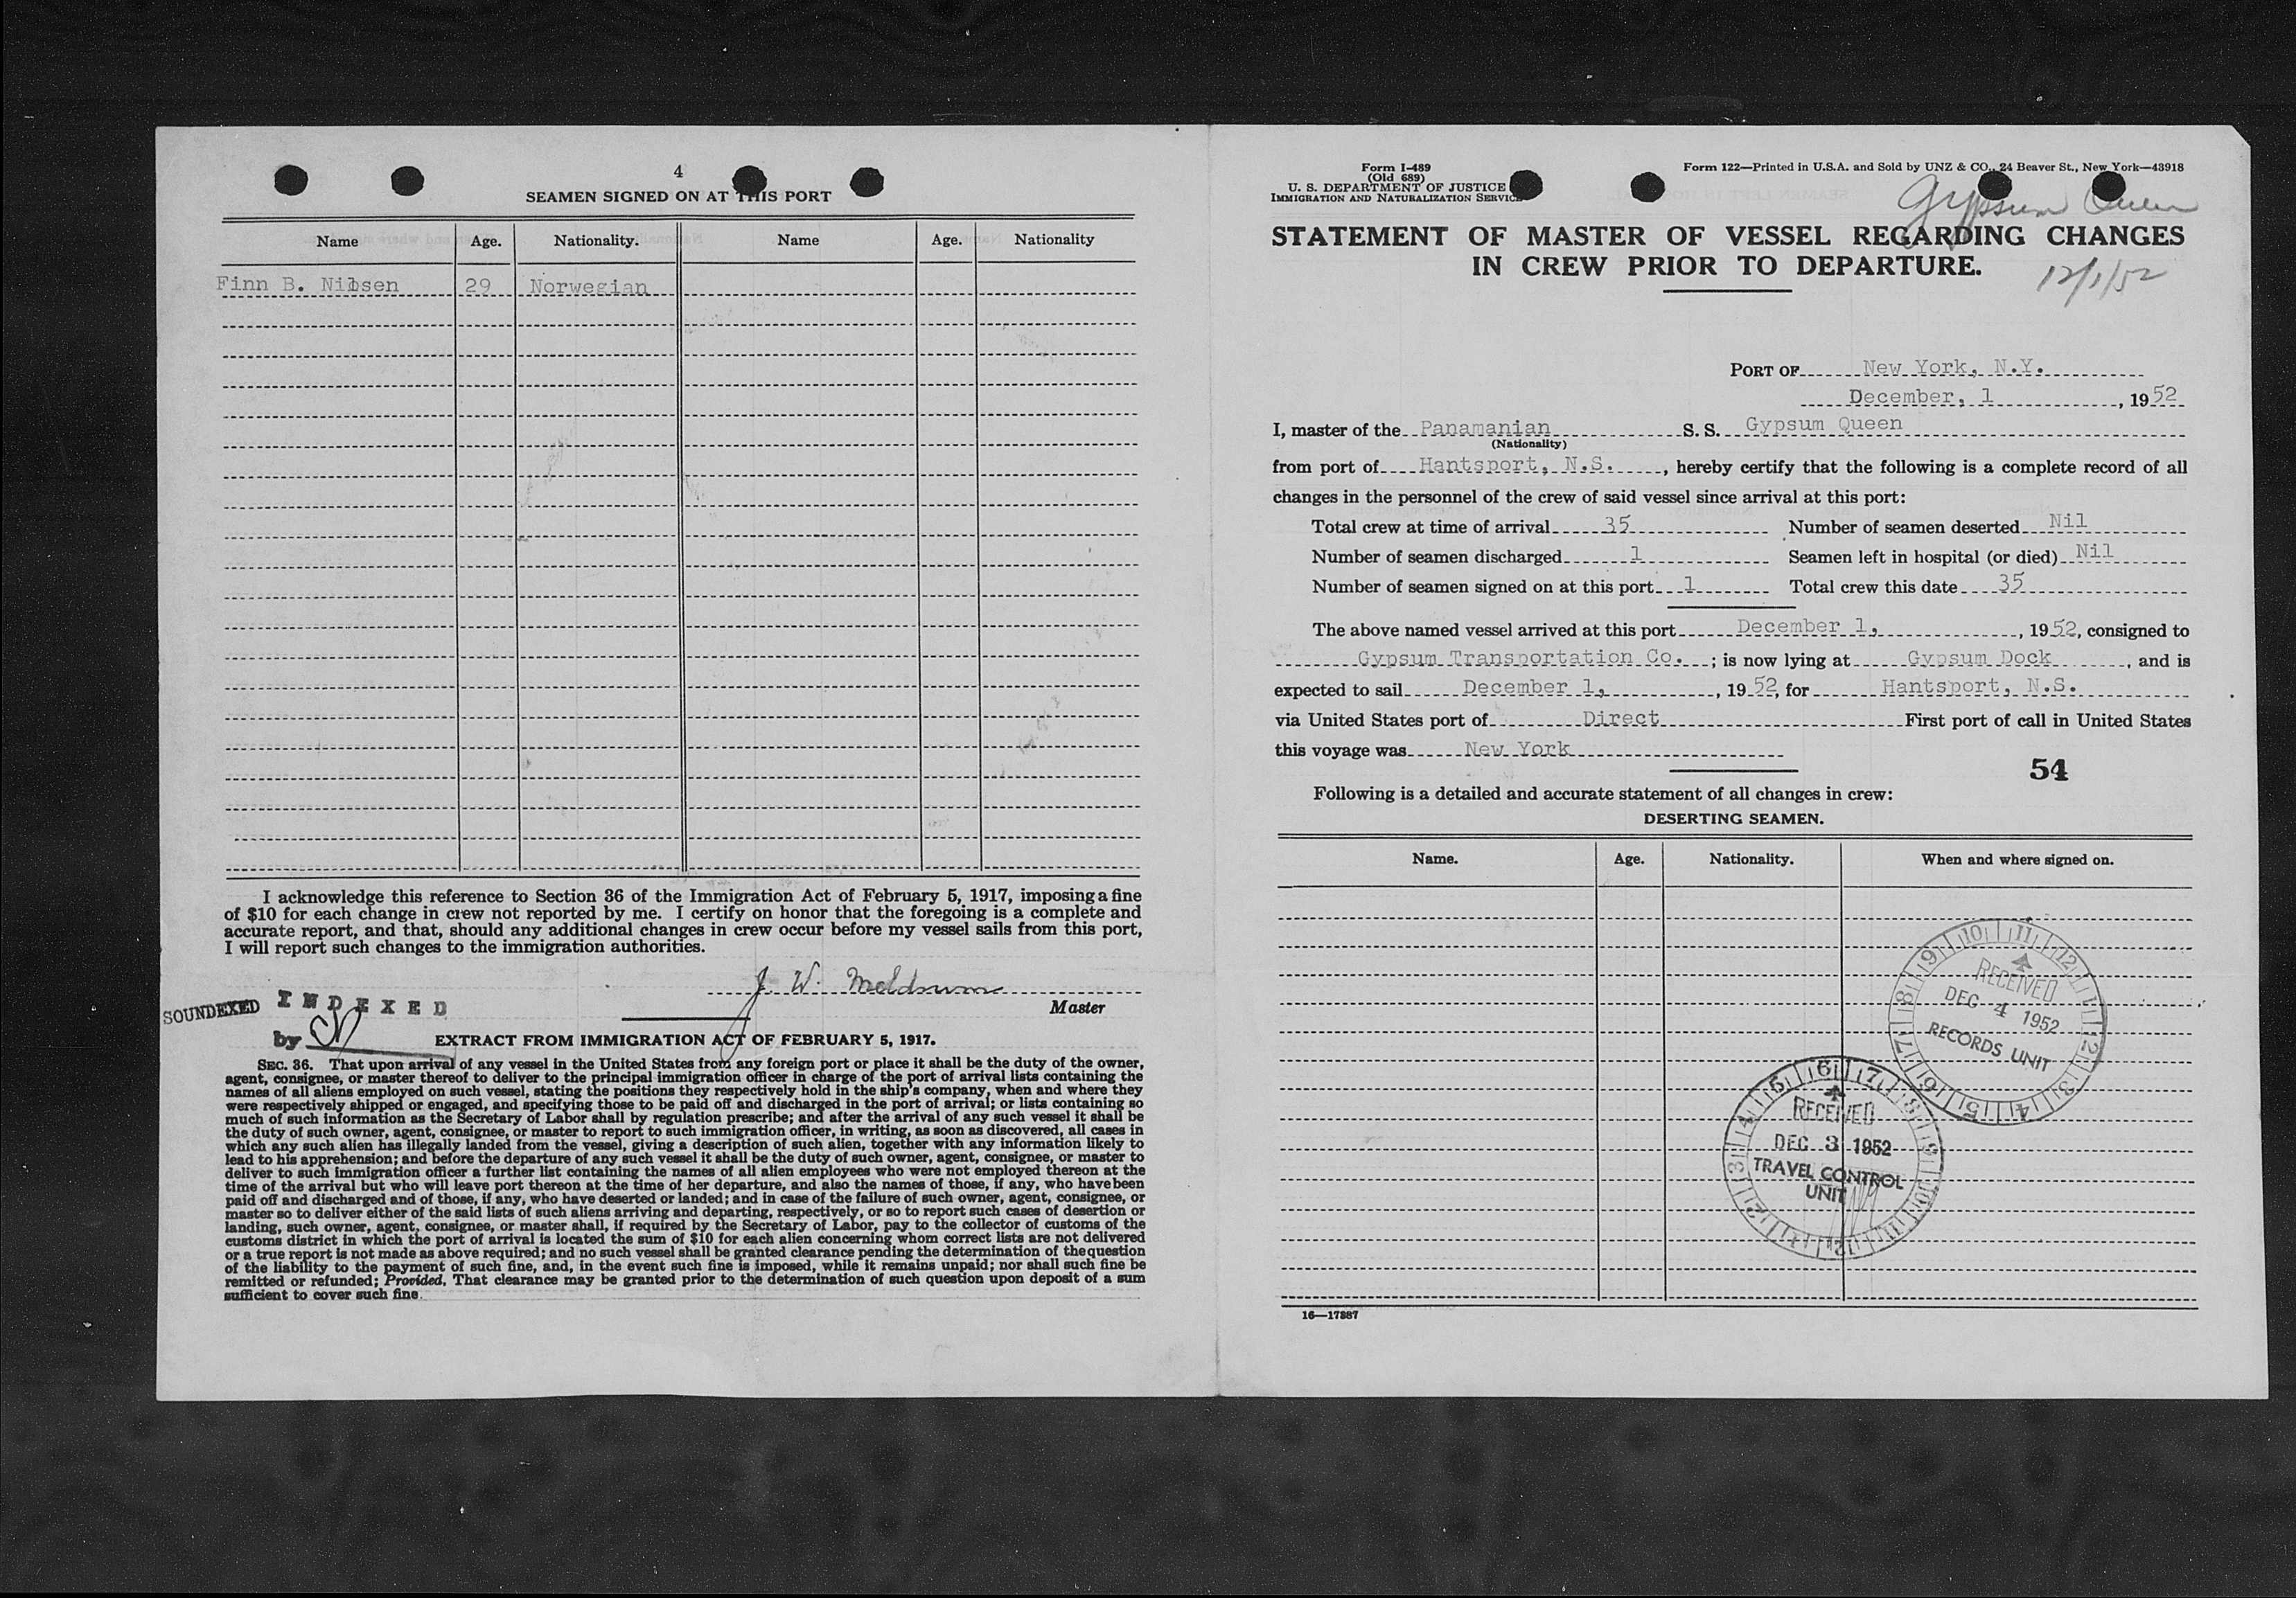 4
SEAMEN SIGNED ON AT THIS PORT
Name Age. Nationality. Name Age. Nationality
Finn B. Nilsen 29 Norwegian
I acknowledge this reference to Section 36 of the Immigration Act of February 5, 1917, imposing a fine
of $10 for each change in crew not reported by me. I certify on honor that the foregoing is a complete and
accurate report, and that, should any additional changes in crew occur before my vessel sails from this port,
I will report such changes to the immigration authorities.
J. W. Meldrum
Master
SOUNDEXED INDEXED
by
EXTRACT FROM IMMIGRATION ACT OF FEBRUARY 5, 1917.
SEC. 36. That upon arrival of any vessel in the United States from any foreign port or place it shall be the duty of the owner,
agent, consignee, or master thereof to deliver to the principal immigration officer in charge of the port of arrival lists containing the
names of all aliens employed on such vessel, stating the positions they respectively hold in the ship's company, when and where they
were respectively shipped or engaged, and specifying those to be paid off and discharged in the port of arrival; or lists containing so
much of such information as the Secretary of Labor shall by regulation prescribe; and after the arrival of any such vessel it shall be
the duty of such owner, agent, consignee, or master to report to such immigration officer, in writing, as soon as discovered, all cases in
which any such alien has illegally landed from the vessel, giving a description of such alien, together with any information likely to
lead to his apprehension; and before the departure of any such vessel it shall be the duty of such owner, agent, consignee, or master to
deliver to such immigration officer a further list containing the names of all alien employees who were not employed thereon at the
time of the arrival but who will leave port thereon at the time of her departure, and also the names of those, if any, who have been
paid off and discharged and of those, if any, who have deserted or landed; and in case of the failure of such owner, agent, consignee, or
master so to deliver either of the said lists of such aliens arriving and departing, respectively, or so to report such cases of desertion or
landing, such owner, agent, consignee, or master shall, if required by the Secretary of Labor, pay to the collector of customs of the
customs district in which the port of arrival is located the sum of $10 for each alien concerning whom correct lists are not delivered
or a true report is not made as above required; and no such vessel shall be granted clearance pending the determination of the question
of the liability to the payment of such fine, and, in the event such fine is imposed, while it remains unpaid; nor shall such fine be
remitted or refunded; Provided, That clearance may be granted prior to the determination of such question upon deposit of a sum
sufficient to cover such fine.
Form I-489
(Old 689)
U. S. DEPARTMENT OF JUSTICE
IMMIGRATION AND NATURALIZATION SERVICE
Form 122—Printed in U.S.A. and Sold by UNZ & CO., 24 Beaver St., New York—43918
Gypsum Queen
STATEMENT OF MASTER OF VESSEL REGARDING CHANGES
IN CREW PRIOR TO DEPARTURE.
12/1/52
PORT OF New York, N.Y.
December, 1, 1952
I, master of the Panamanian S. S. Gypsum Queen
(Nationality)
from port of Hantsport, N.S., hereby certify that the following is a complete record of all
changes in the personnel of the crew of said vessel since arrival at this port:
Total crew at time of arrival 35 Number of seamen deserted Nil
Number of seamen discharged 1 Seamen left in hospital (or died) Nil
Number of seamen signed on at this port 1 Total crew this date 35
The above named vessel arrived at this port December 1, , 1952, consigned to
Gypsum Transportation Co. ; is now lying at Gypsum Dock, and is
expected to sail December 1, , 1952, for Hantsport, N.S.
via United States port of Direct First port of call in United States
this voyage was New York
54
Following is a detailed and accurate statement of all changes in crew:
DESERTING SEAMEN.
Name. Age. Nationality. When and where signed on.
RECEIVED
DEC 4 1952
RECORDS UNIT
RECEIVED
DEC 3 1952
TRAVEL CONTROL
UNIT
16—17387